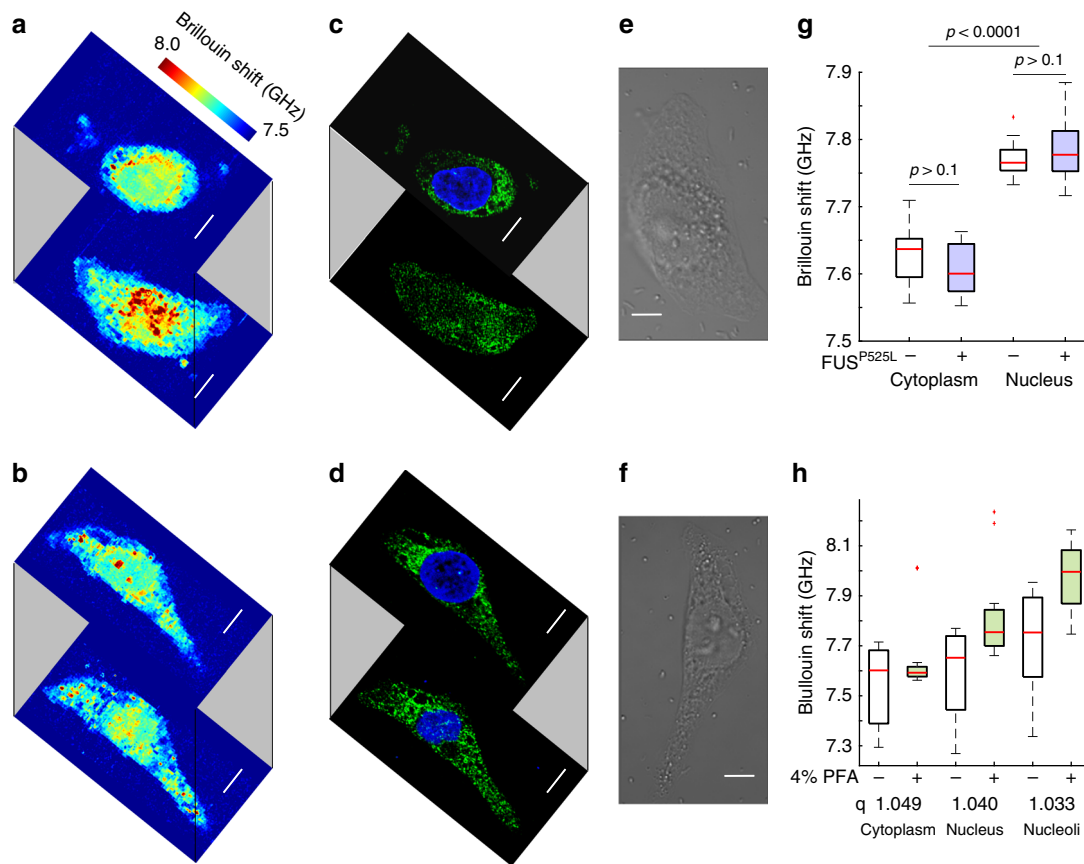 a
Brillouin shift (GHz)
8.0
7.5
c
e
g
p < 0.0001
p > 0.1
p > 0.1
Brillouin shift (GHz)
7.9
7.8
7.7
7.6
7.5
FUSP525L – + – +
Cytoplasm Nucleus
b
d
f
h
Blullouin shift (GHz)
8.1
7.9
7.7
7.5
7.3
4% PFA – + – + – +
q 1.049 1.040 1.033
Cytoplasm Nucleus Nucleoli